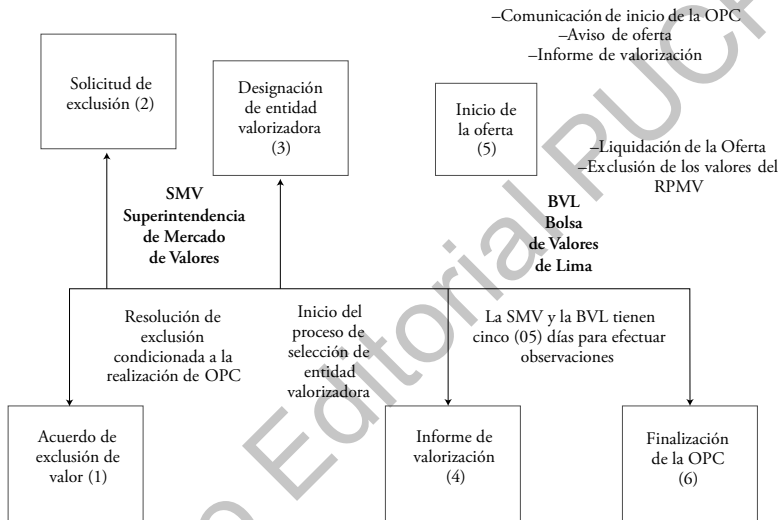 –Comunicación de inicio de la OPC
–Aviso de oferta
–Informe de valorización
Solicitud de
exclusión (2)
Designación
de entidad
valorizadora
(3)
Inicio de
la oferta
(5)
–Liquidación de la Oferta
–Exclusión de los valores del
RPMV
SMV
Superintendencia
de Mercado
de Valores
BVL
Bolsa
de Valores
de Lima
Resolución de
exclusión
condicionada a la
realización de OPC
Inicio del
proceso de
selección de
entidad
valorizadora
La SMV y la BVL tienen
cinco (05) días para efectuar
observaciones
Acuerdo de
exclusión de
valor (1)
Informe de
valorización
(4)
Finalización
de la OPC
(6)
o Editorial PUCP